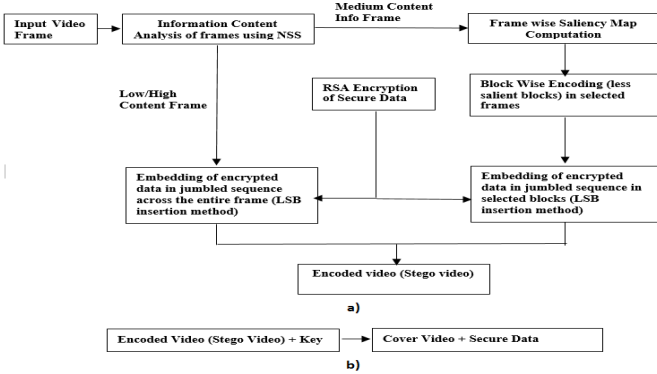 Input Video
Frame
Information Content
Analysis of frames using NSS
Medium Content
Info Frame
Frame wise Saliency Map
Computation
Low/High
Content Frame
RSA Encryption
of Secure Data
Block Wise Encoding (less
salient blocks) in selected
frames
Embedding of encrypted
data in jumbled sequence
across the entire frame (LSB
insertion method)
Embedding of encrypted
data in jumbled sequence in
selected blocks (LSB
insertion method)
Encoded video (Stego video)
a)
Encoded Video (Stego Video) + Key
Cover Video + Secure Data
b)